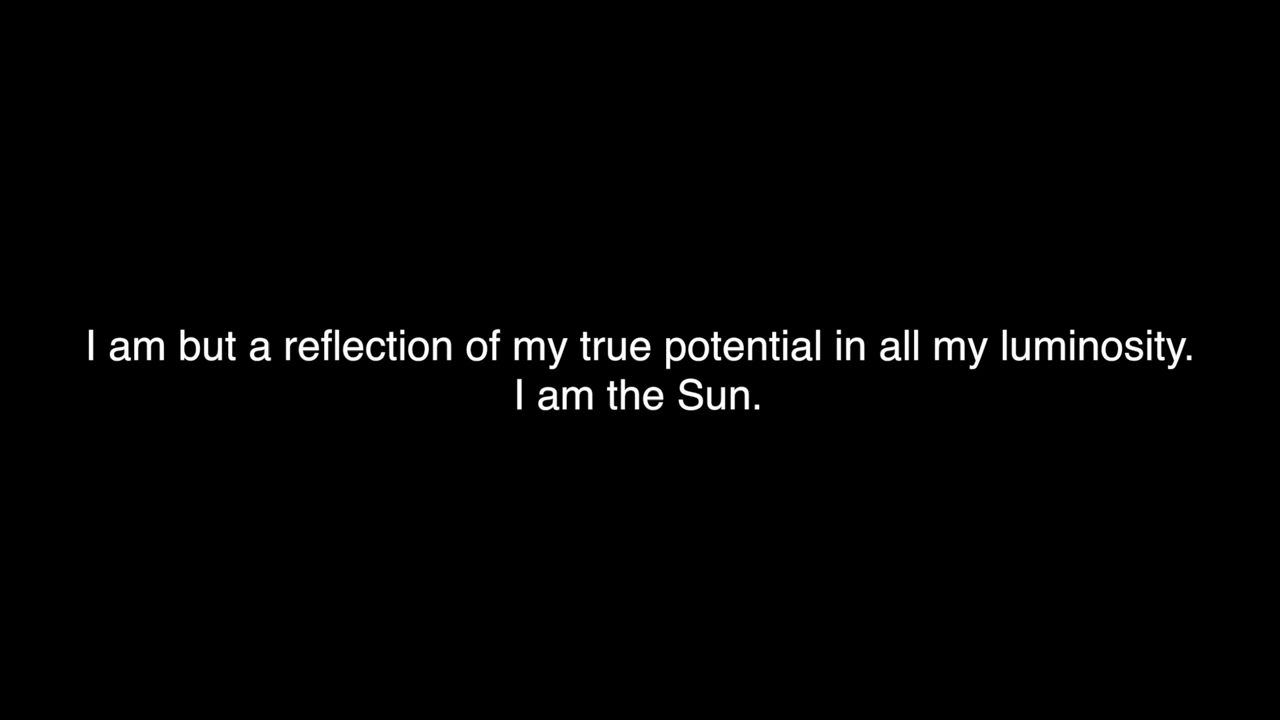 I am but a reflection of my true potential in all my luminosity.
I am the Sun.